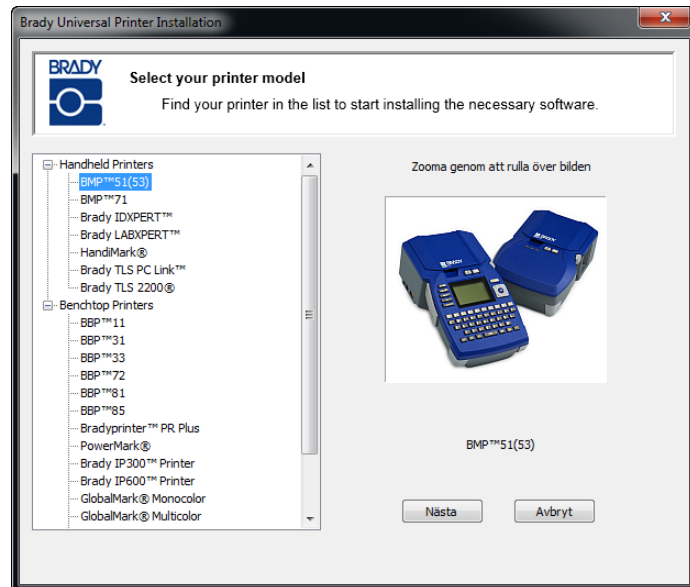 Brady Universal Printer Installation
BRADY
Select your printer model
Find your printer in the list to start installing the necessary software.
Handheld Printers
BMP™51(53)
BMP™71
Brady IDXPERT™
Brady LABXPERT™
HandiMark®
Brady TLS PC Link™
Brady TLS 2200®
Benchtop Printers
BBP™11
BBP™31
BBP™33
BBP™72
BBP™81
BBP™85
Bradyprinter™ PR Plus
PowerMark®
Brady IP300™ Printer
Brady IP600™ Printer
GlobalMark® Monocolor
GlobalMark® Multicolor
Zooma genom att rulla över bilden
BRADY
BMP™51(53)
Nästa
Avbryt